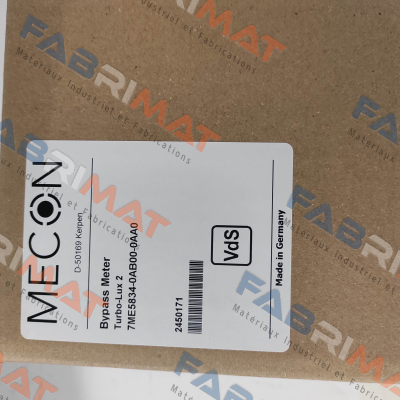 MECON
D-50169 Kerpen
Bypass Meter
Turbo-Lux 2
7ME5834-0AB00-0AA0
2450171
VdS
Made in Germany
FABRIMAT
Matériaux Industriel et Fabrications